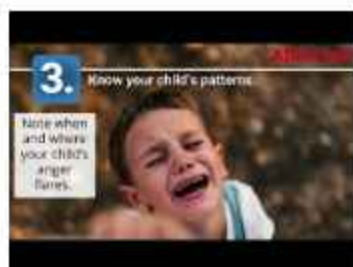 3.
Know your child's patterns
Note when
and where
your child's
anger
flares.